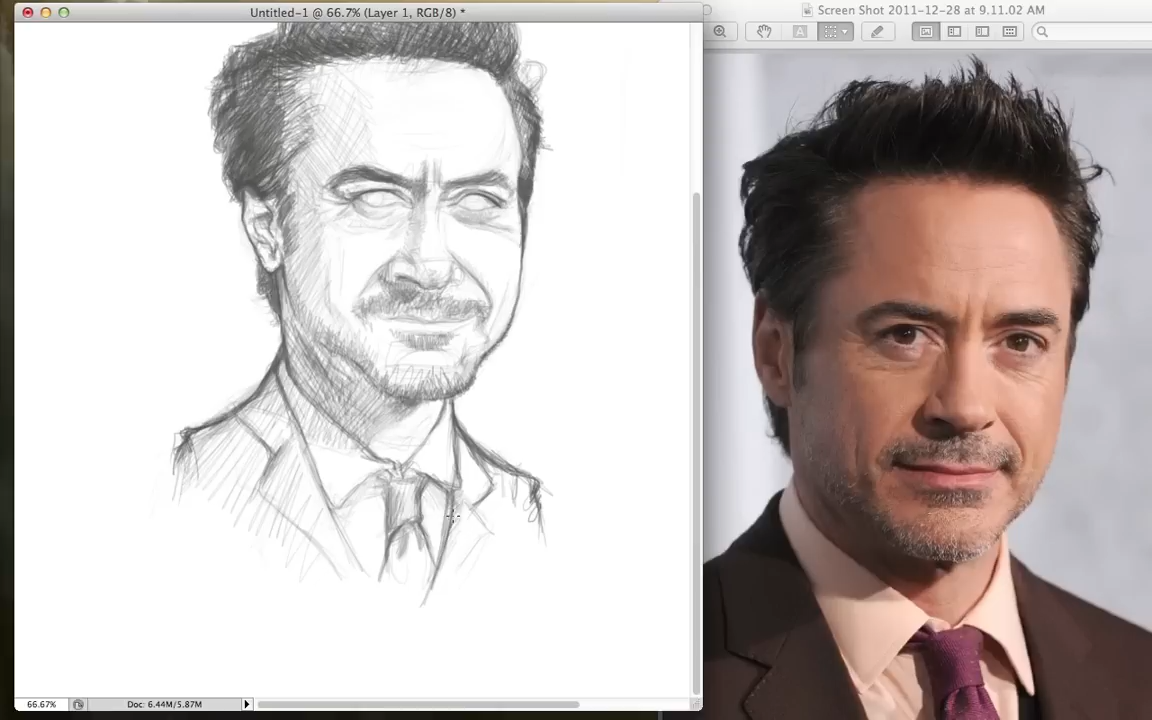 Untitled-1 @ 66.7% (Layer 1, RGB/8) *
Screen Shot 2011-12-28 at 9.11.02 AM
A
66.67%
Doc: 6.44M/5.87M